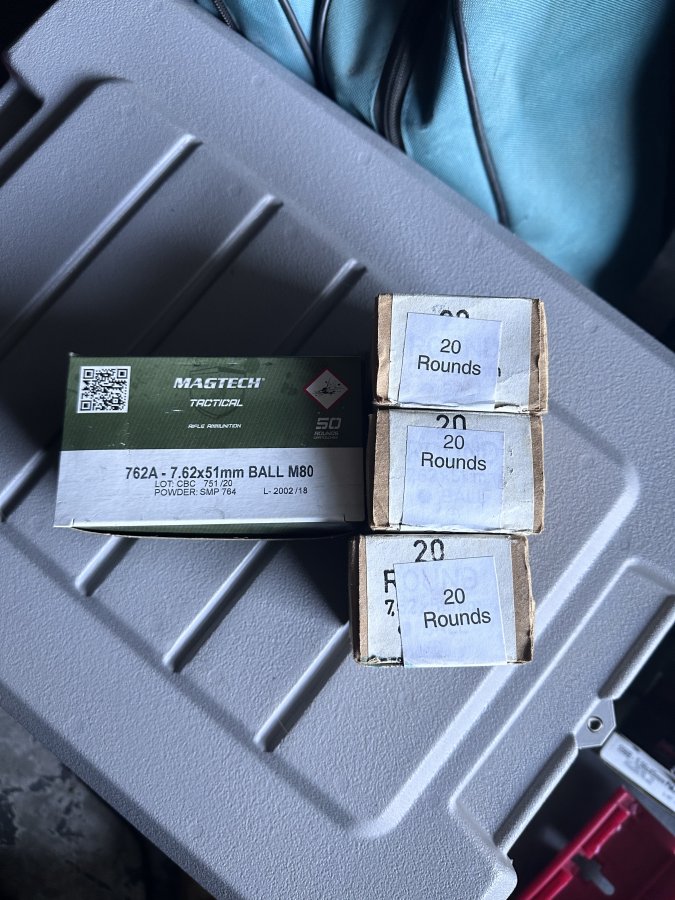 MAGTECH
TACTICAL
RIFLE AMMUNITION
50
ROUNDS
762A - 7.62x51mm BALL M80
LOT: CBC 751 /20
POWDER: SMP 764 L- 2002 /18
20
Rounds
20
20
Rounds
20
20
Rounds